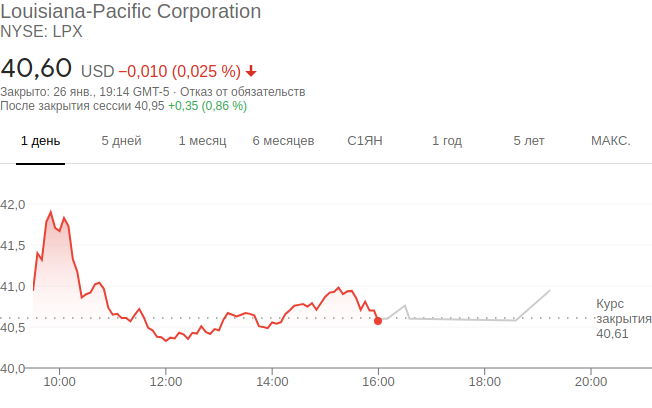 Louisiana-Pacific Corporation
NYSE: LPX
40,60 USD −0,010 (0,025 %)
Закрыто: 26 янв., 19:14 GMT-5 · Отказ от обязательств
После закрытия сессии 40,95 +0,35 (0,86 %)
1 день 5 дней 1 месяц 6 месяцев С1ЯН 1 год 5 лет МАКС.
42,0
41,5
41,0
40,5
40,0
Курс
закрытия
40,61
10:00 12:00 14:00 16:00 18:00 20:00